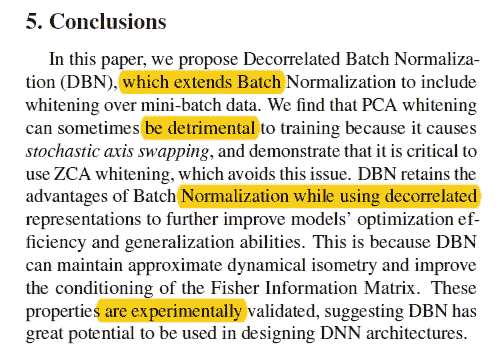 5. Conclusions
In this paper, we propose Decorrelated Batch Normaliza-
tion (DBN), which extends Batch Normalization to include
whitening over mini-batch data. We find that PCA whitening
can sometimes be detrimental to training because it causes
stochastic axis swapping, and demonstrate that it is critical to
use ZCA whitening, which avoids this issue. DBN retains the
advantages of Batch Normalization while using decorrelated
representations to further improve models' optimization ef-
ficiency and generalization abilities. This is because DBN
can maintain approximate dynamical isometry and improve
the conditioning of the Fisher Information Matrix. These
properties are experimentally validated, suggesting DBN has
great potential to be used in designing DNN architectures.